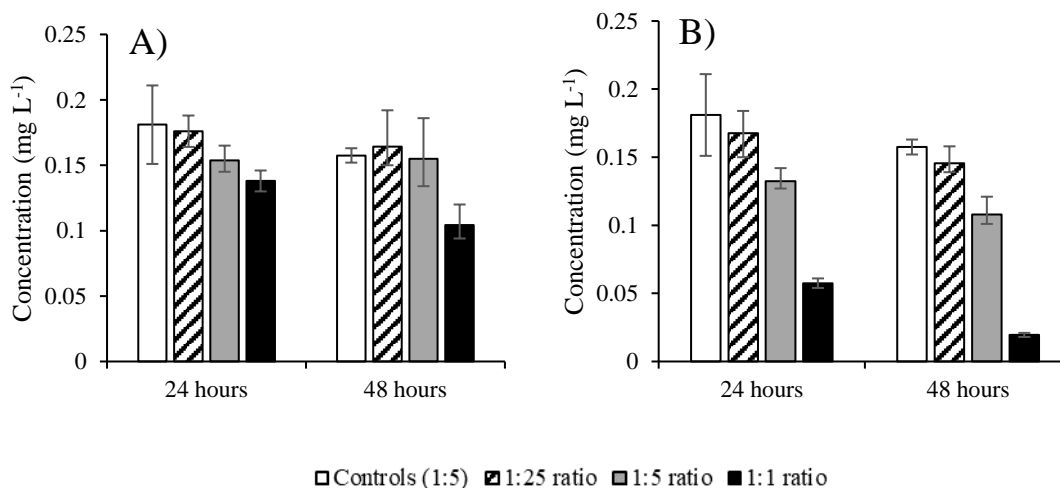 A)
Concentration (mg L⁻¹)
0.25
0.2
0.15
0.1
0.05
0
24 hours
48 hours
B)
Concentration (mg L⁻¹)
0.25
0.2
0.15
0.1
0.05
0
24 hours
48 hours
Controls (1:5) 1:25 ratio 1:5 ratio 1:1 ratio